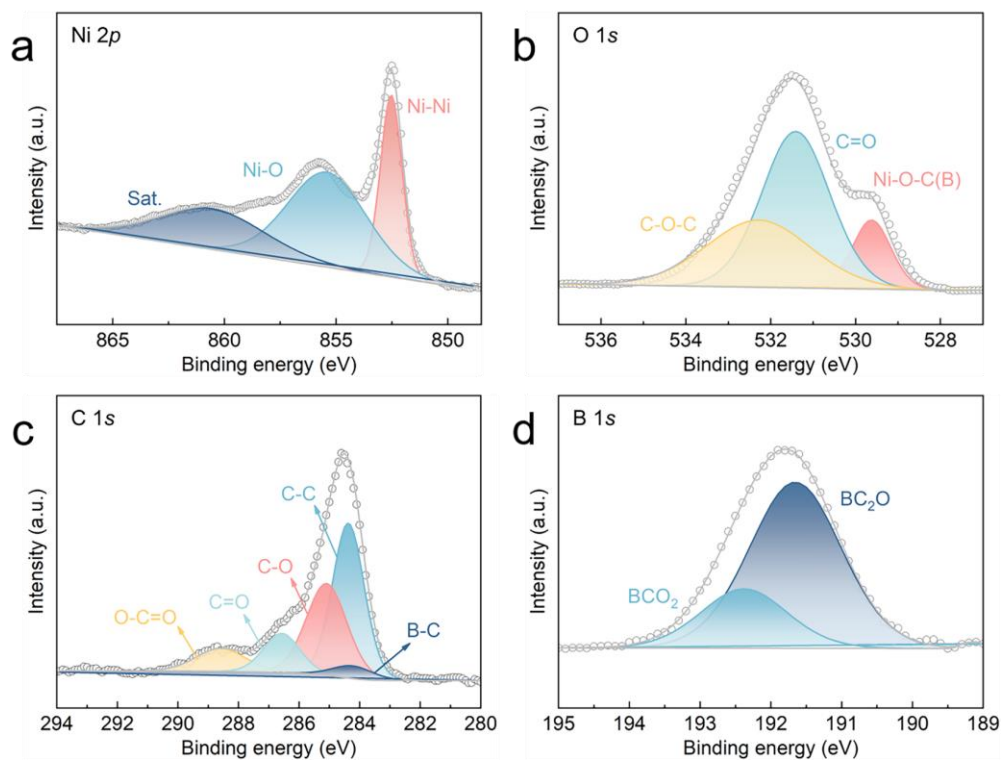 a
Ni 2p
Ni-Ni
Ni-O
Sat.
Intensity (a.u.)
865 860 855 850
Binding energy (eV)
b
O 1s
C=O
Ni-O-C(B)
C-O-C
Intensity (a.u.)
536 534 532 530 528
Binding energy (eV)
c
C 1s
C-C
C-O
C=O
O-C=O
B-C
Intensity (a.u.)
294 292 290 288 286 284 282 280
Binding energy (eV)
d
B 1s
BC₂O
BCO₂
Intensity (a.u.)
195 194 193 192 191 190 189
Binding energy (eV)